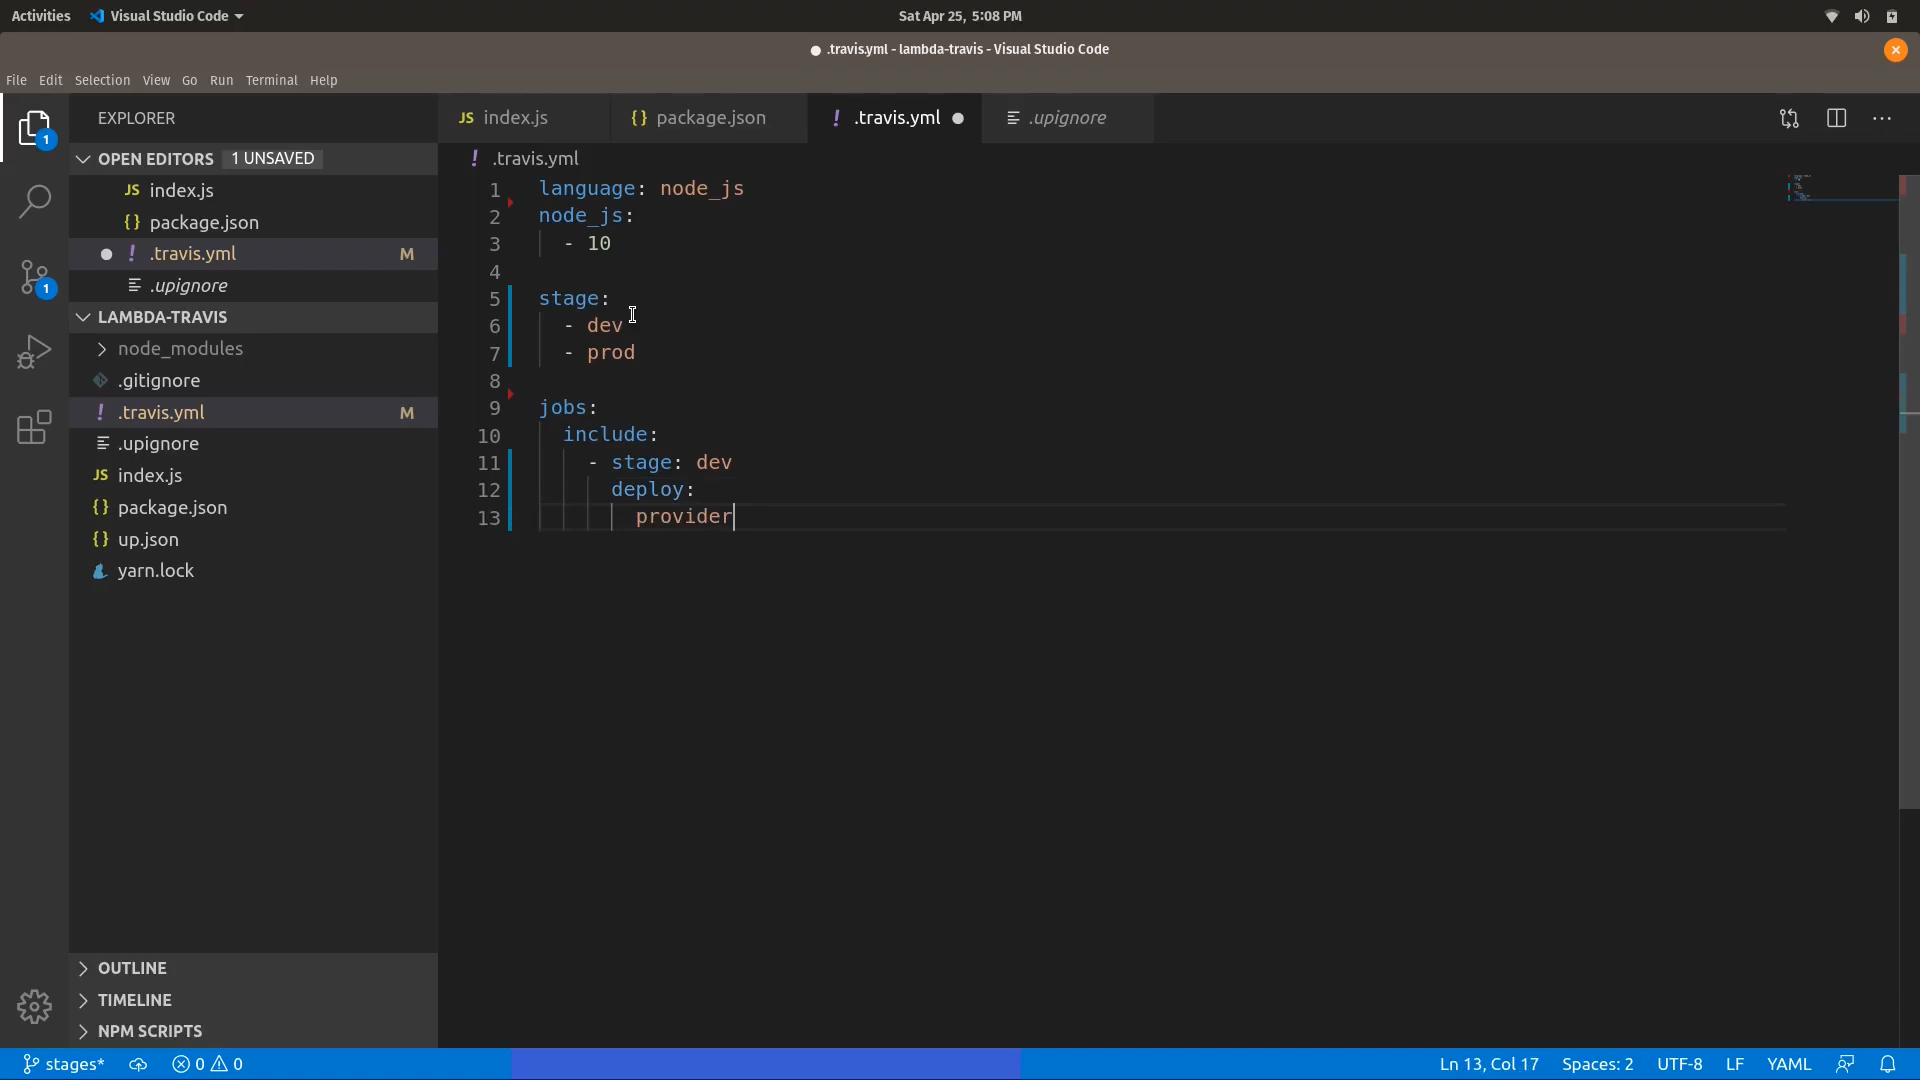 Activities
Visual Studio Code
Sat Apr 25, 5:08 PM
● .travis.yml - lambda-travis - Visual Studio Code
File Edit Selection View Go Run Terminal Help
EXPLORER
OPEN EDITORS 1 UNSAVED
JS index.js
{} package.json
! .travis.yml M
.upignore
LAMBDA-TRAVIS
node_modules
.gitignore
! .travis.yml M
.upignore
JS index.js
{} package.json
{} up.json
yarn.lock
OUTLINE
TIMELINE
NPM SCRIPTS
1
1
JS index.js
{} package.json
! .travis.yml
.upignore
! .travis.yml
1 language: node_js
2 node_js:
3 - 10
4
5 stage:
6 - dev
7 - prod
8
9 jobs:
10 include:
11 - stage: dev
12 deploy:
13 provider
stages*
0
0
Ln 13, Col 17
Spaces: 2
UTF-8
LF
YAML